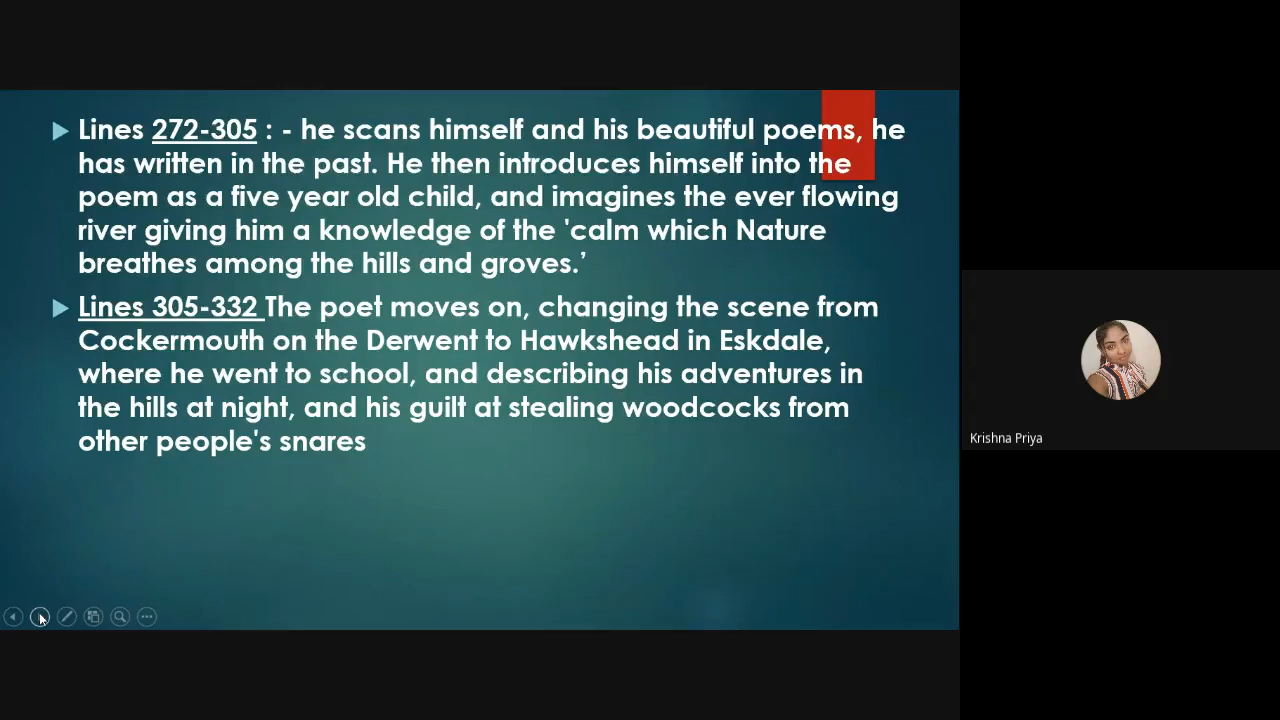 Lines 272-305 : - he scans himself and his beautiful poems, he
has written in the past. He then introduces himself into the
poem as a five year old child, and imagines the ever flowing
river giving him a knowledge of the 'calm which Nature
breathes among the hills and groves.’
Lines 305-332 The poet moves on, changing the scene from
Cockermouth on the Derwent to Hawkshead in Eskdale,
where he went to school, and describing his adventures in
the hills at night, and his guilt at stealing woodcocks from
other people's snares
Krishna Priya